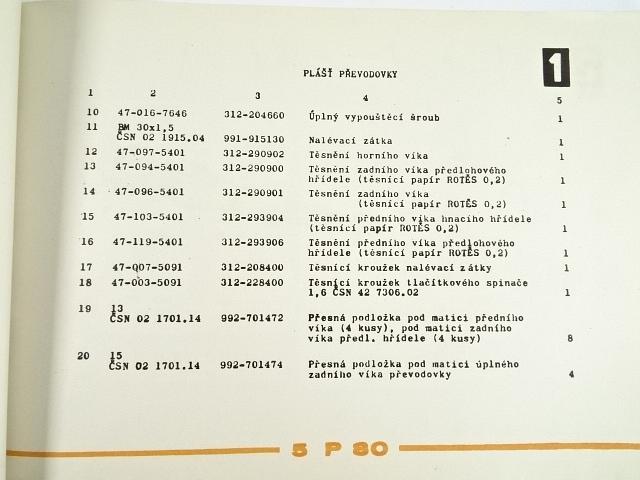 PLÁŠŤ PŘEVODOVKY
1
1 2 3 4 5
10 47-016-7646 312-204660 Úplný vypouštěcí šroub 1
11 BM 30x1,5
ČSN 02 1915.04 991-915130 Nalévací zátka 1
12 47-097-5401 312-290902 Těsnění horního víka 1
13 47-094-5401 312-290900 Těsnění zadního víka předlohového
hřídele (těsnící papír ROTĚS 0,2) 1
14 47-096-5401 312-290901 Těsnění zadního víka
(těsnící papír ROTĚS 0,2) 1
15 47-103-5401 312-293904 Těsnění předního víka hnacího hřídele
(těsnící papír ROTĚS 0,2) 1
16 47-119-5401 312-293906 Těsnění předního víka předlohového
hřídele (těsnící papír ROTĚS 0,2) 1
17 47-007-5091 312-208400 Těsnící kroužek nalévací zátky 1
18 47-003-5091 312-228400 Těsnící kroužek tlačítkového spinače
1,6 ČSN 42 7306.02 1
19 13
ČSN 02 1701.14 992-701472 Přesná podložka pod matici předního
víka (4 kusy), pod matici zadního
víka předl. hřídele (4 kusy) 8
20 15
ČSN 02 1701.14 992-701474 Přesná podložka pod matici úplného
zadního víka převodovky 4
5 P 80